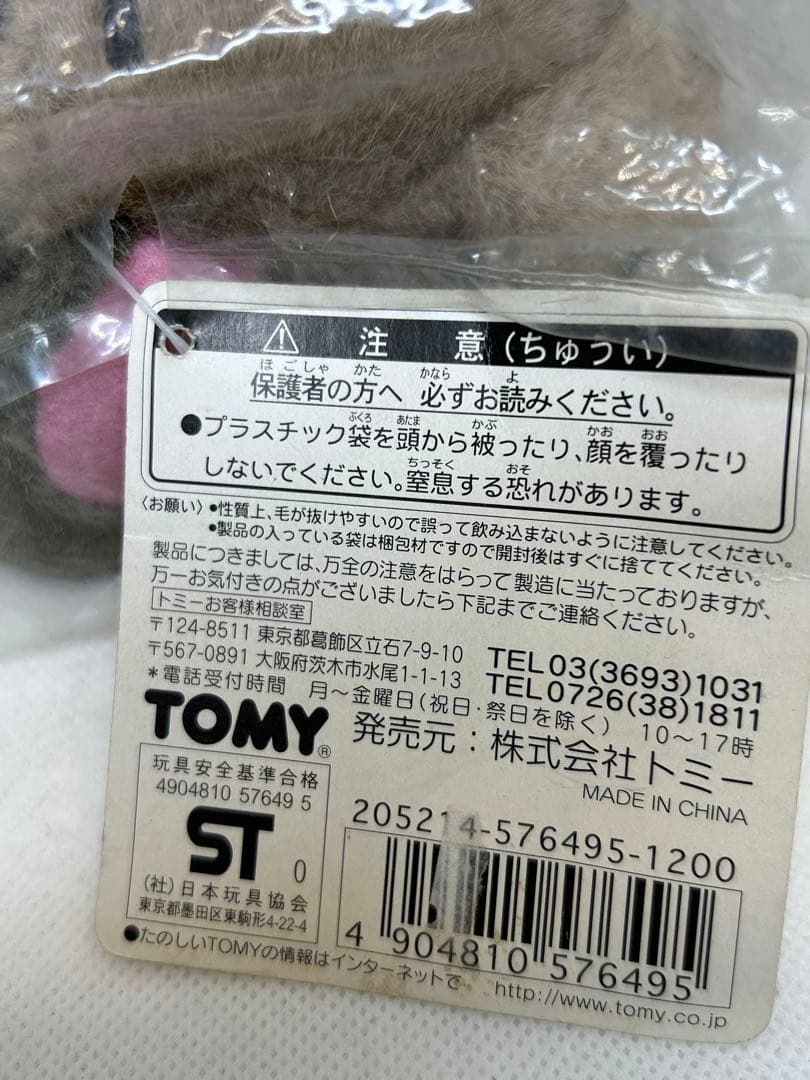 ⚠ 注 意 (ちゅうい)
保護者の方へ 必ずお読みください。
●プラスチック袋を頭から被ったり、顔を覆ったり
しないでください。窒息する恐れがあります。
〈お願い〉●性質上、毛が抜けやすいので誤って飲み込まないように注意してください。
●製品の入っている袋は梱包材ですので開封後はすぐに捨ててください。
製品につきましては、万全の注意をはらって製造に当たっておりますが、
万一お気付きの点がございましたら下記までご連絡ください。
トミーお客様相談室
〒124-8511 東京都葛飾区立石7-9-10 TEL03(3693)1031
〒567-0891 大阪府茨木市水尾1-1-13 TEL0726(38)1811
*電話受付時間 月～金曜日(祝日・祭日を除く) 10～17時
TOMY® 発売元：株式会社トミー
MADE IN CHINA
玩具安全基準合格
4904810 57649 5
ST 0
(社)日本玩具協会
東京都墨田区東駒形4-22-4
205214-576495-1200
4 904810 576495
●たのしいTOMYの情報はインターネットで http://www.tomy.co.jp